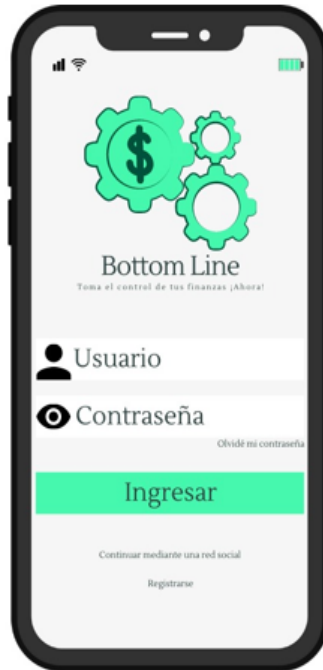 $
Bottom Line
Toma el control de tus finanzas ¡Ahora!
Usuario
Contraseña
Olvidé mi contraseña
Ingresar
Continuar mediante una red social
Registrarse